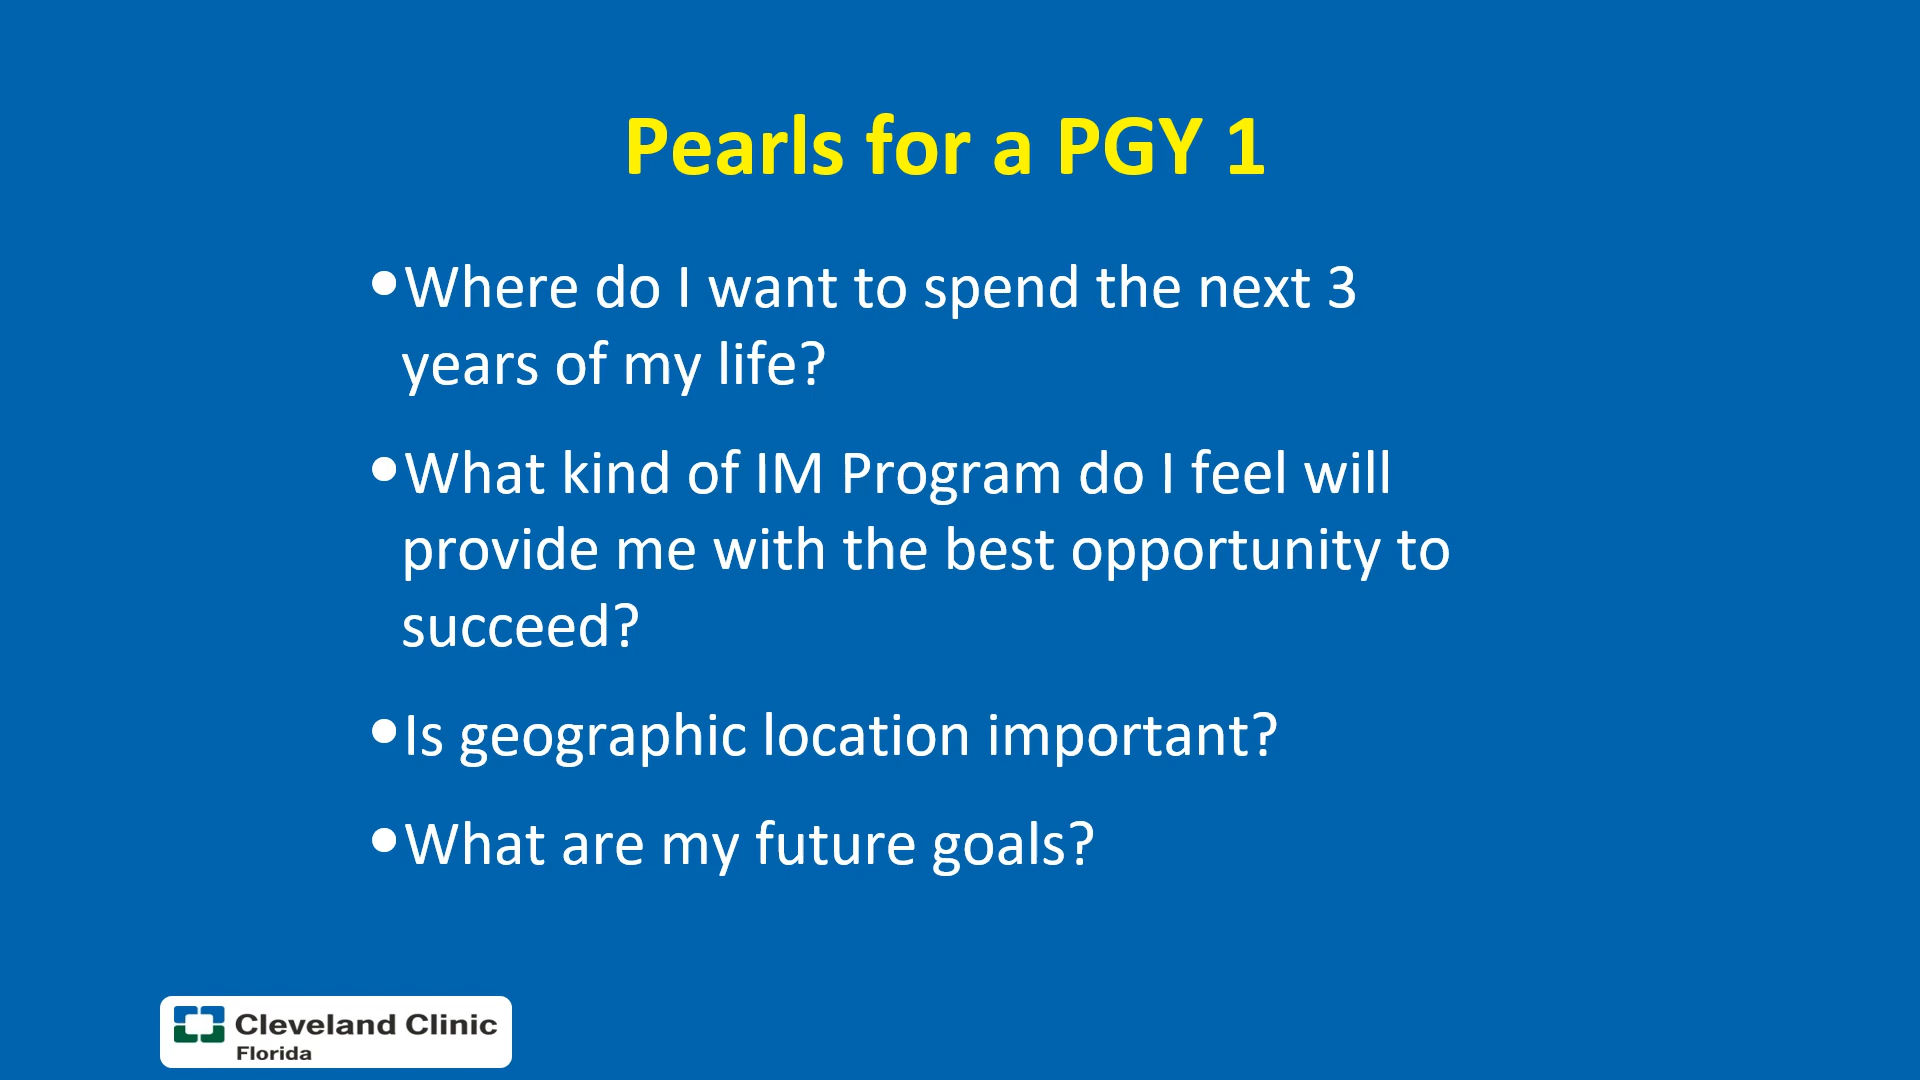 Pearls for a PGY 1
•Where do I want to spend the next 3
years of my life?
•What kind of IM Program do I feel will
provide me with the best opportunity to
succeed?
•Is geographic location important?
•What are my future goals?
Cleveland Clinic
Florida